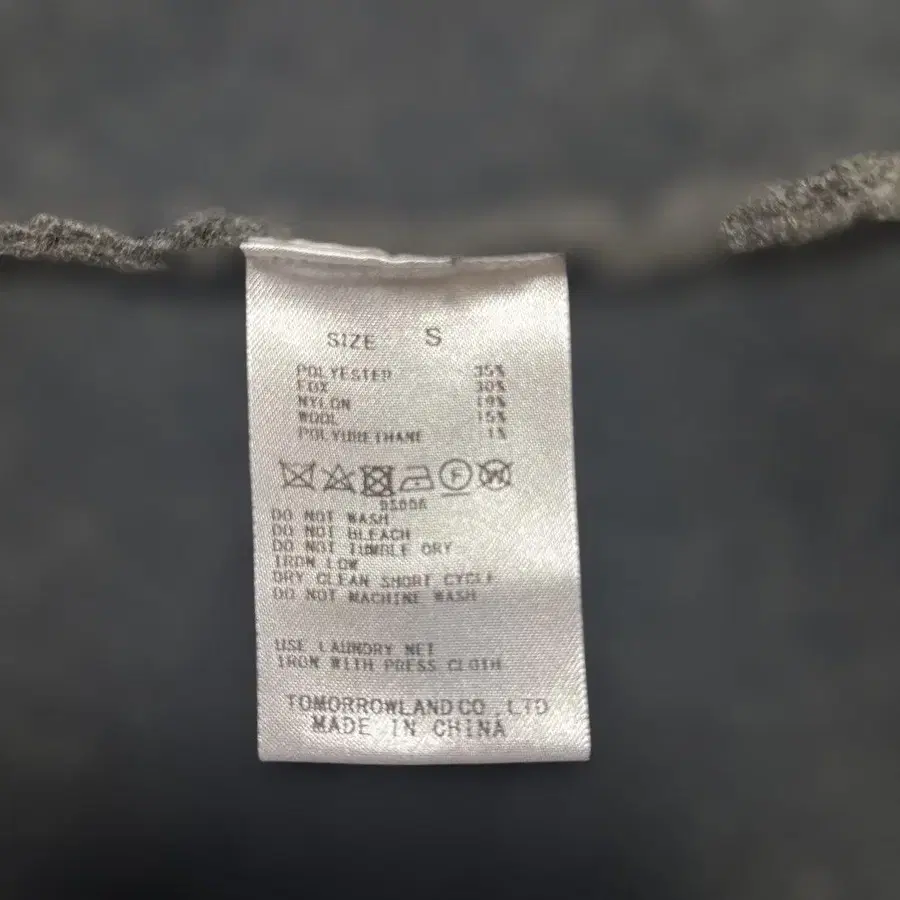 SIZE S
POLYESTER 35%
FOX 30%
NYLON 19%
WOOL 15%
POLYURETHANE 1%
F W
DO NOT WASH
DO NOT BLEACH
DO NOT TUMBLE DRY
IRON LOW
DRY CLEAN SHORT CYCLE
DO NOT MACHINE WASH
USE LAUNDRY NET
IRON WITH PRESS CLOTH
TOMORROWLAND CO., LTD
MADE IN CHINA